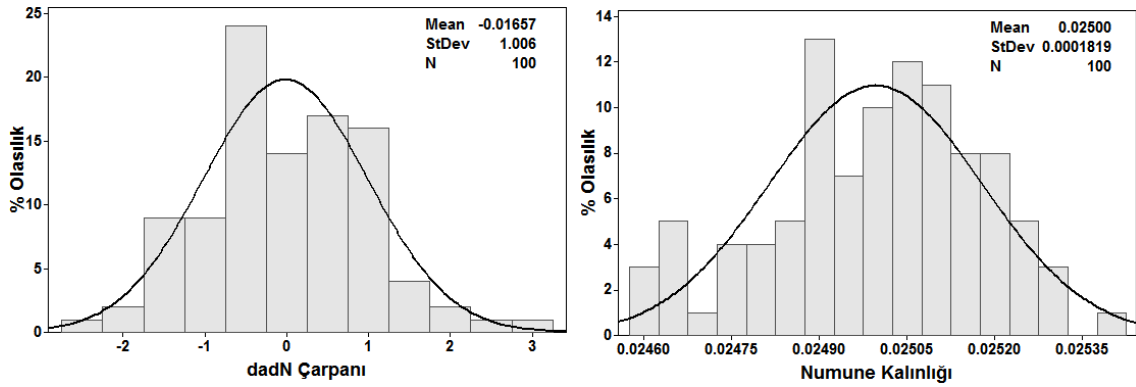 Mean -0.01657
StDev 1.006
N 100
% Olasılık
25
20
15
10
5
0
-2 -1 0 1 2 3
dadN Çarpanı
Mean 0.02500
StDev 0.0001819
N 100
% Olasılık
14
12
10
8
6
4
2
0
0.02460 0.02475 0.02490 0.02505 0.02520 0.02535
Numune Kalınlığı